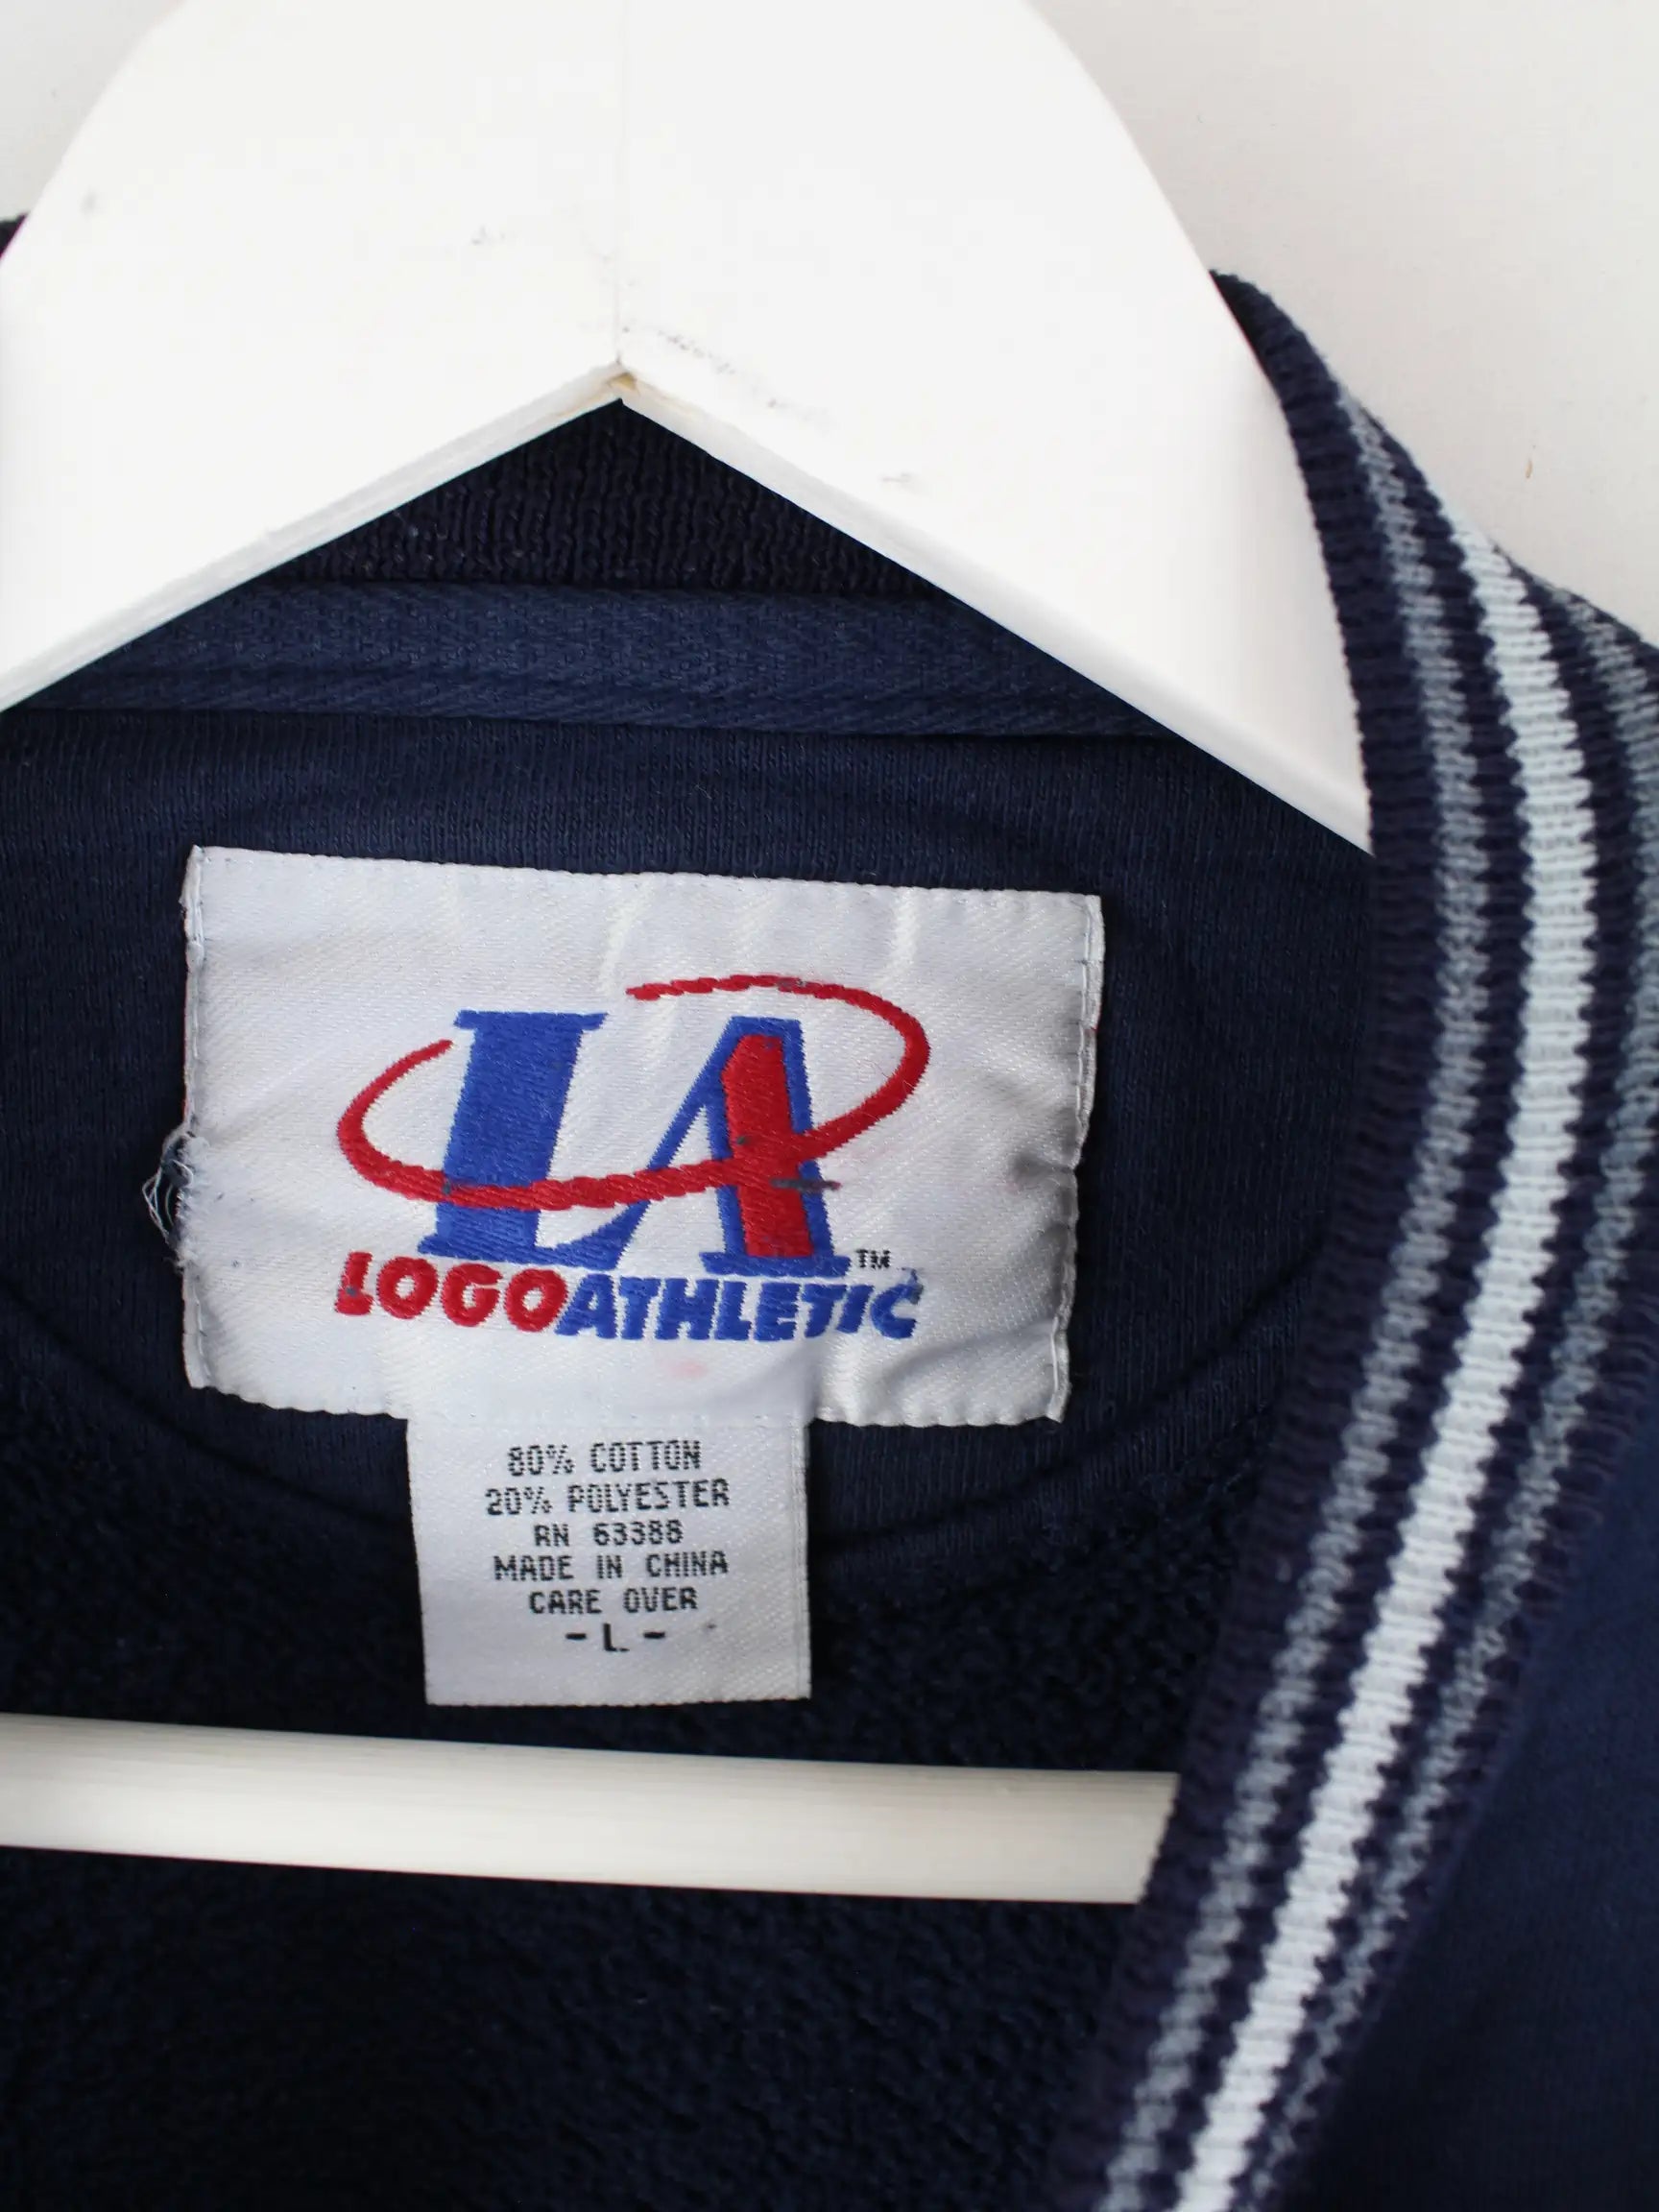 LA
TM
LOGOATHLETIC
80% COTTON
20% POLYESTER
RN 63388
MADE IN CHINA
CARE OVER
- L -